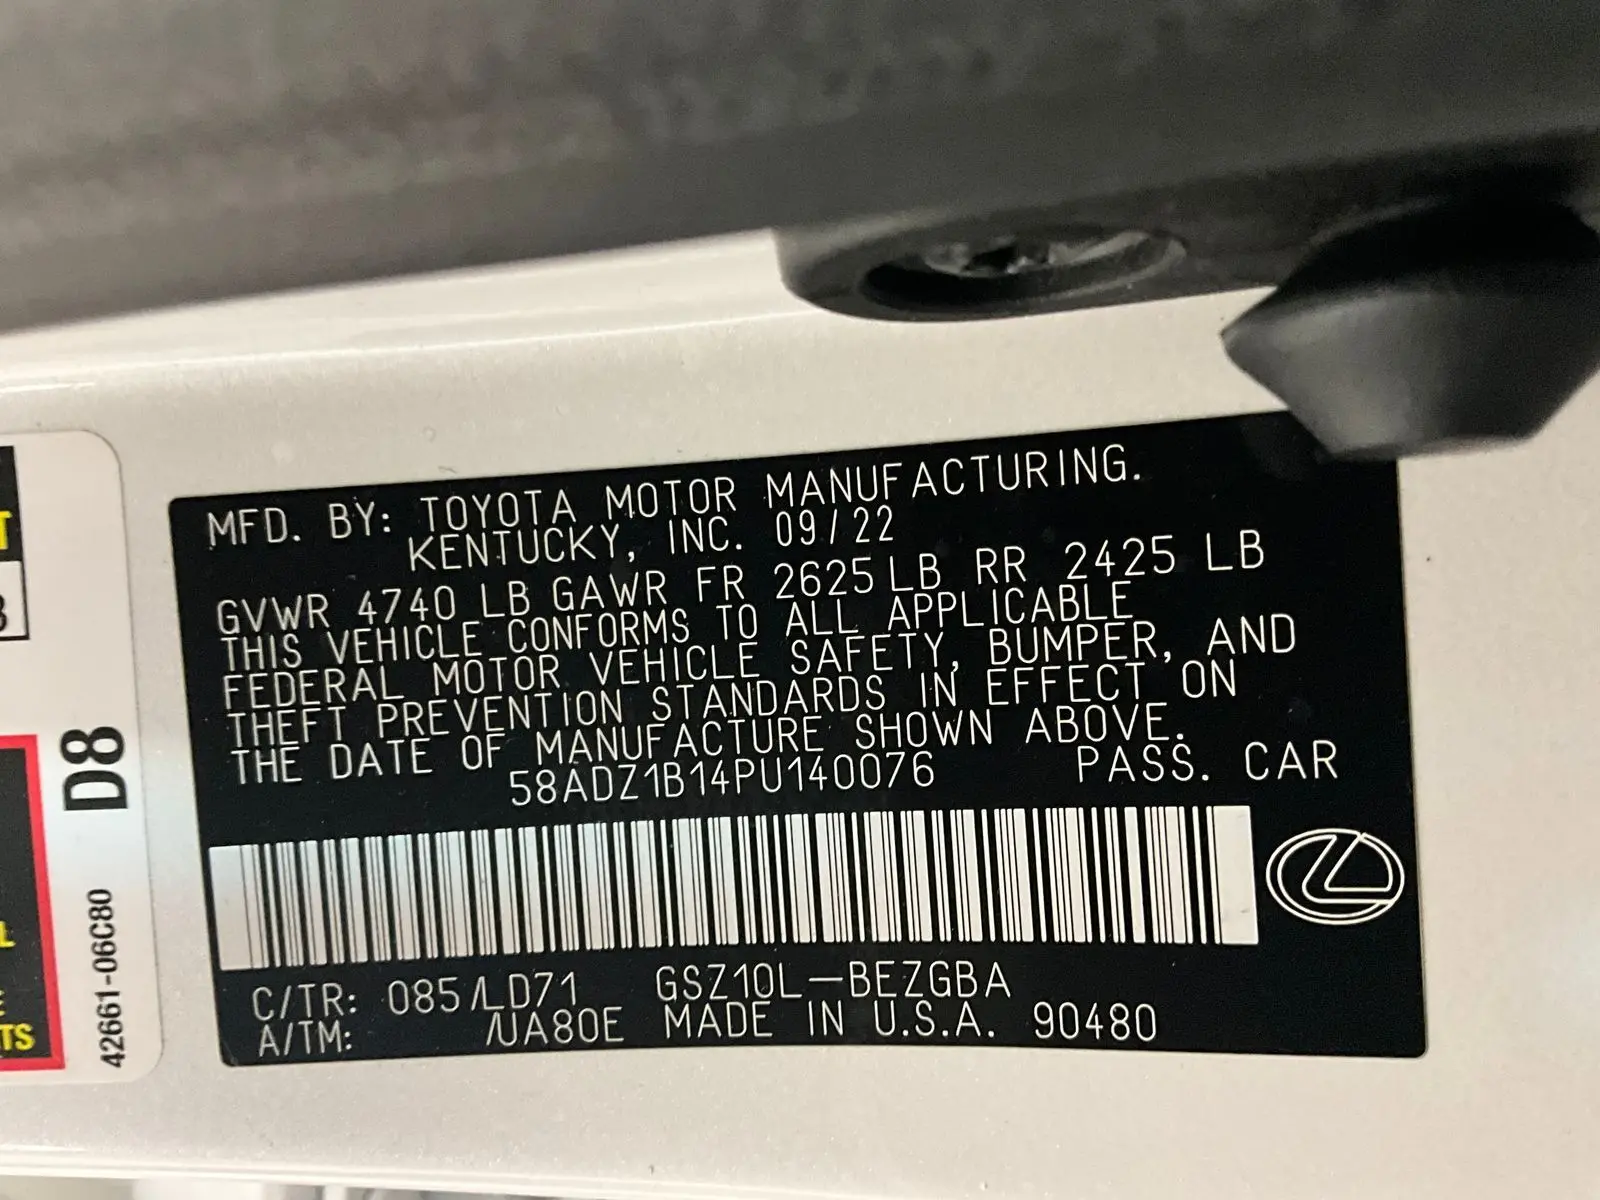 MFD. BY: TOYOTA MOTOR MANUFACTURING.
KENTUCKY, INC. 09/22
GVWR 4740 LB GAWR FR 2625 LB RR 2425 LB
THIS VEHICLE CONFORMS TO ALL APPLICABLE
FEDERAL MOTOR VEHICLE SAFETY, BUMPER, AND
THEFT PREVENTION STANDARDS IN EFFECT ON
THE DATE OF MANUFACTURE SHOWN ABOVE.
58ADZ1B14PU140076 PASS. CAR
C/TR: 085/LD71 GSZ10L-BEZGBA
A/TM: /UA80E MADE IN U.S.A. 90480
D8
42661-06C80
TS